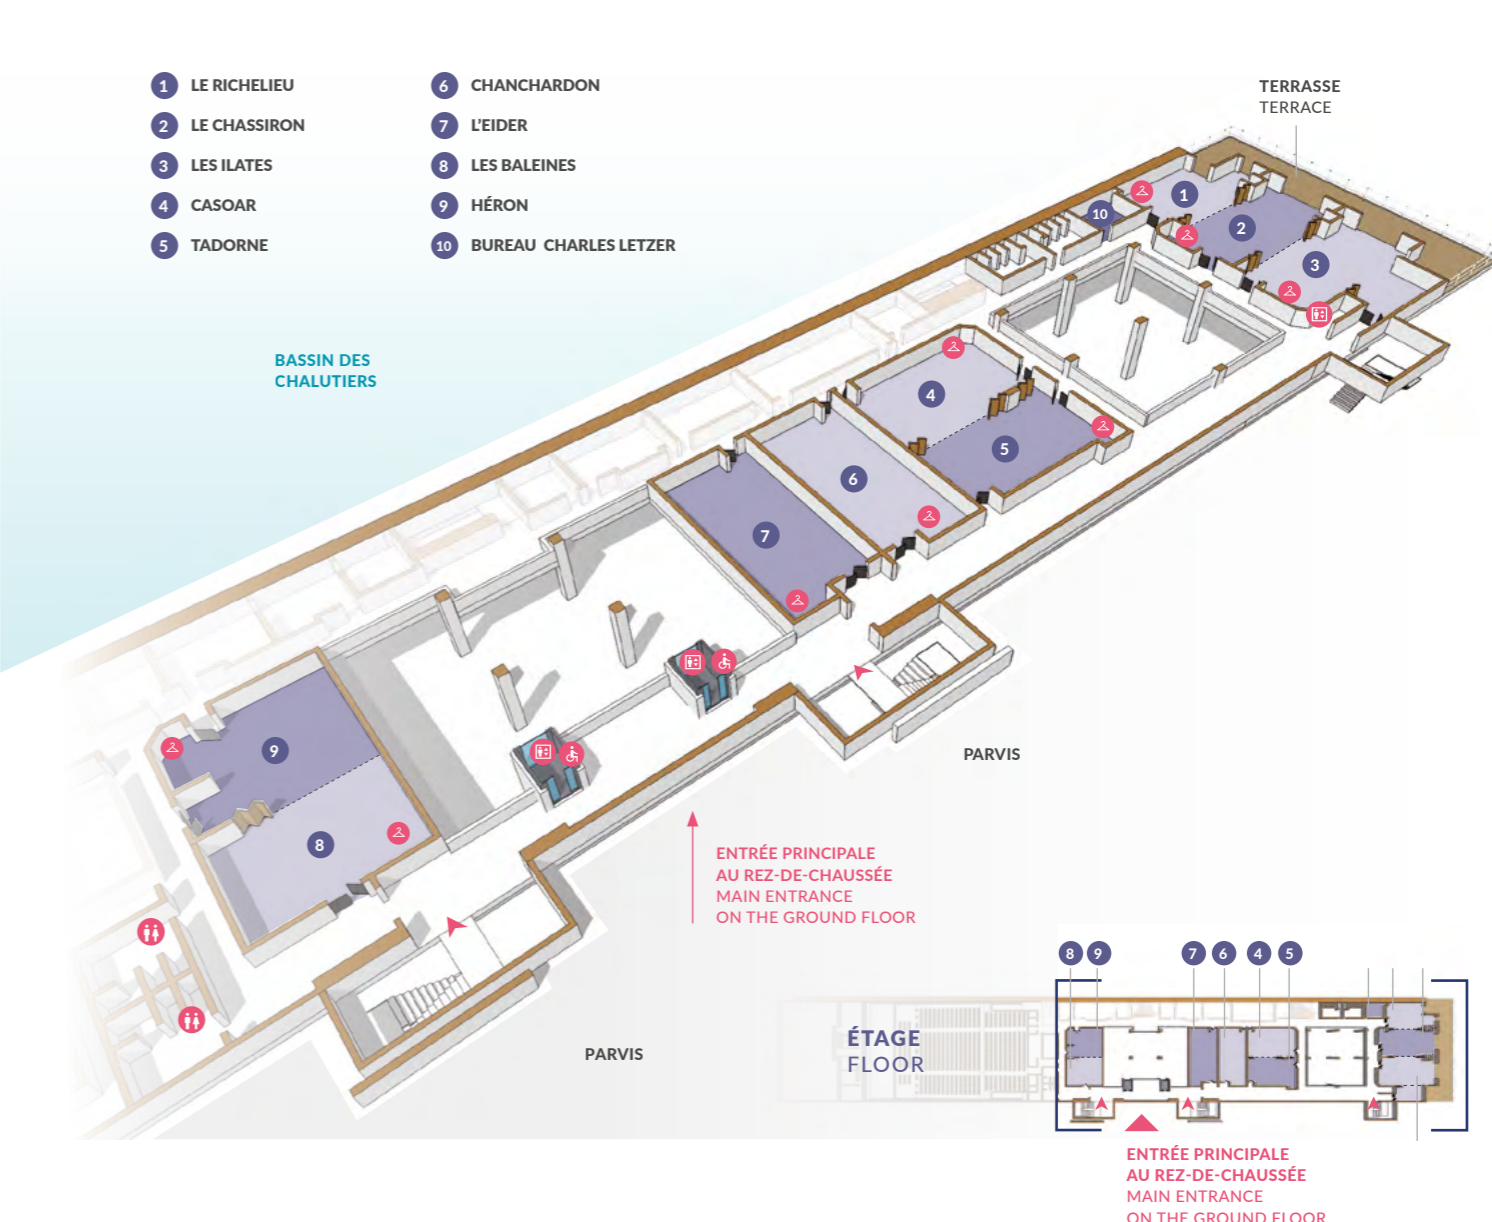 1 LE RICHELIEU
2 LE CHASSIRON
3 LES ILATES
4 CASOAR
5 TADORNE
6 CHANCHARDON
7 L'EIDER
8 LES BALEINES
9 HÉRON
10 BUREAU CHARLES LETZER
TERRASSE
TERRACE
BASSIN DES
CHALUTIERS
1
10
2
3
4
5
6
7
9
8
PARVIS
ENTRÉE PRINCIPALE
AU REZ-DE-CHAUSSÉE
MAIN ENTRANCE
ON THE GROUND FLOOR
PARVIS
8 9 7 6 4 5
ÉTAGE
FLOOR
ENTRÉE PRINCIPALE
AU REZ-DE-CHAUSSÉE
MAIN ENTRANCE
ON THE GROUND FLOOR